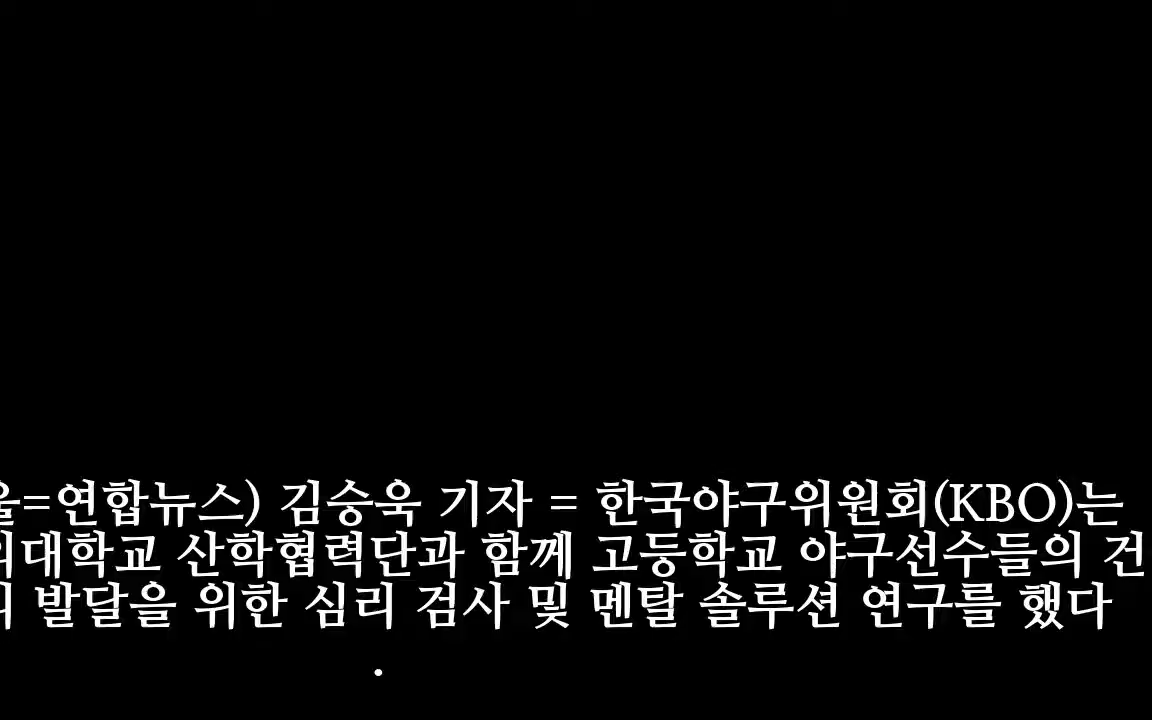 =연합뉴스) 김승욱 기자 = 한국야구위원회(KBO)는
대학교 산학협력단과 함께 고등학교 야구선수들의 건
발달을 위한 심리 검사 및 멘탈 솔루션 연구를 했다
.